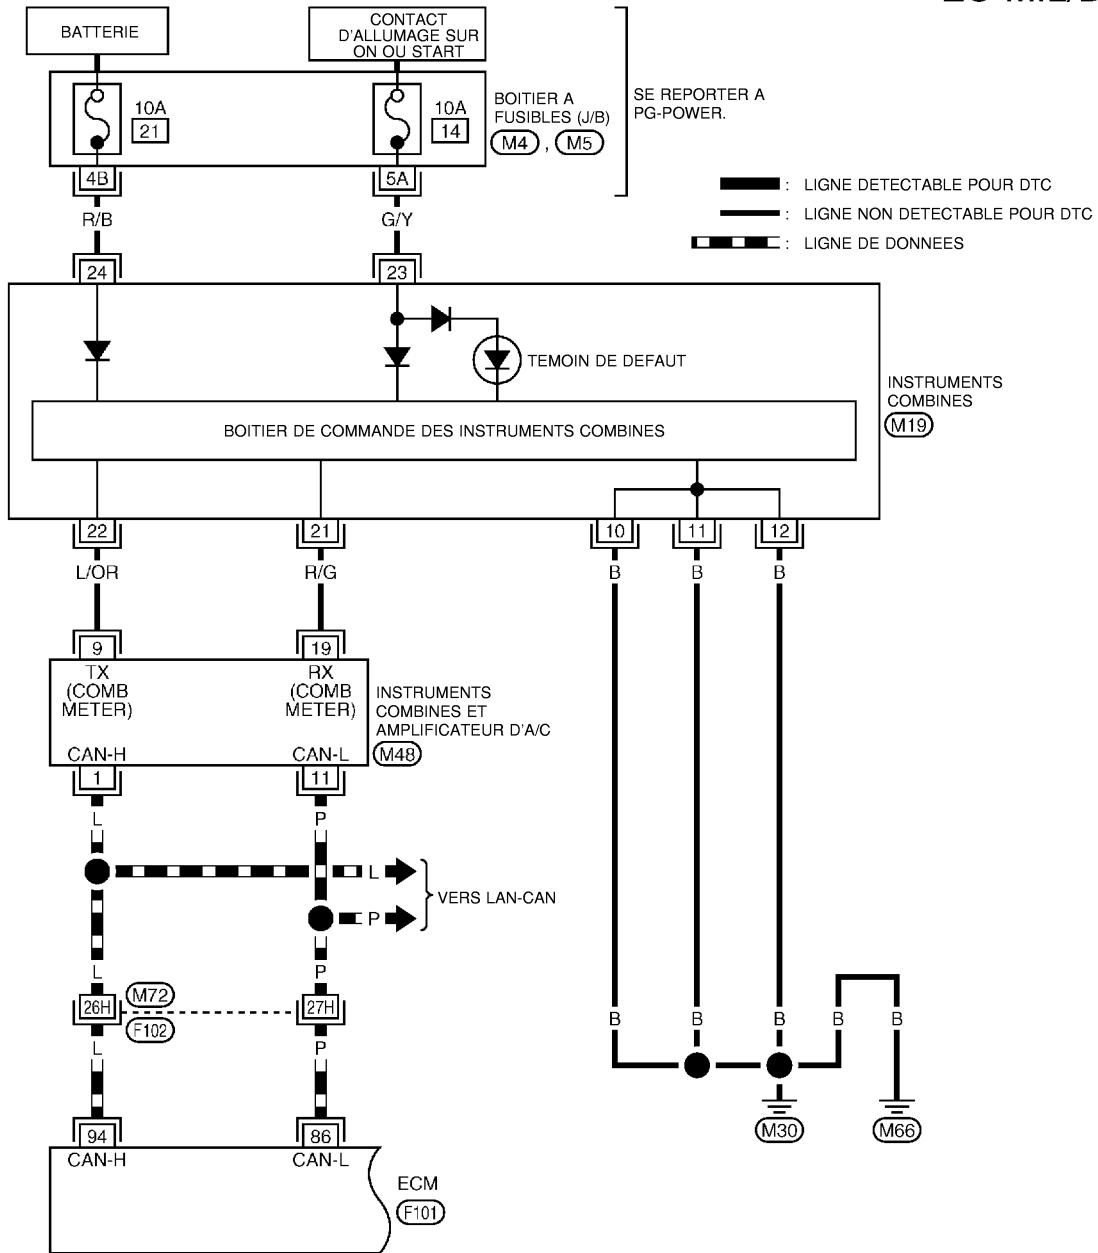 BATTERIE
CONTACT
D'ALLUMAGE SUR
ON OU START
10A
21
10A
14
BOITIER A
FUSIBLES (J/B)
M4 , M5
SE REPORTER A
PG-POWER.
4B
5A
R/B
G/Y
: LIGNE DETECTABLE POUR DTC
: LIGNE NON DETECTABLE POUR DTC
: LIGNE DE DONNEES
24
23
TEMOIN DE DEFAUT
BOITIER DE COMMANDE DES INSTRUMENTS COMBINES
INSTRUMENTS
COMBINES
M19
22
21
10
11
12
L/OR
R/G
B
B
B
9
19
TX
(COMB
METER)
RX
(COMB
METER)
CAN-H
CAN-L
INSTRUMENTS
COMBINES ET
AMPLIFICATEUR D'A/C
M48
1
11
L
P
L
P
VERS LAN-CAN
L
P
26H
M72
F102
27H
L
P
B
B
B
B
B
M30
M66
94
86
CAN-H
CAN-L
ECM
F101